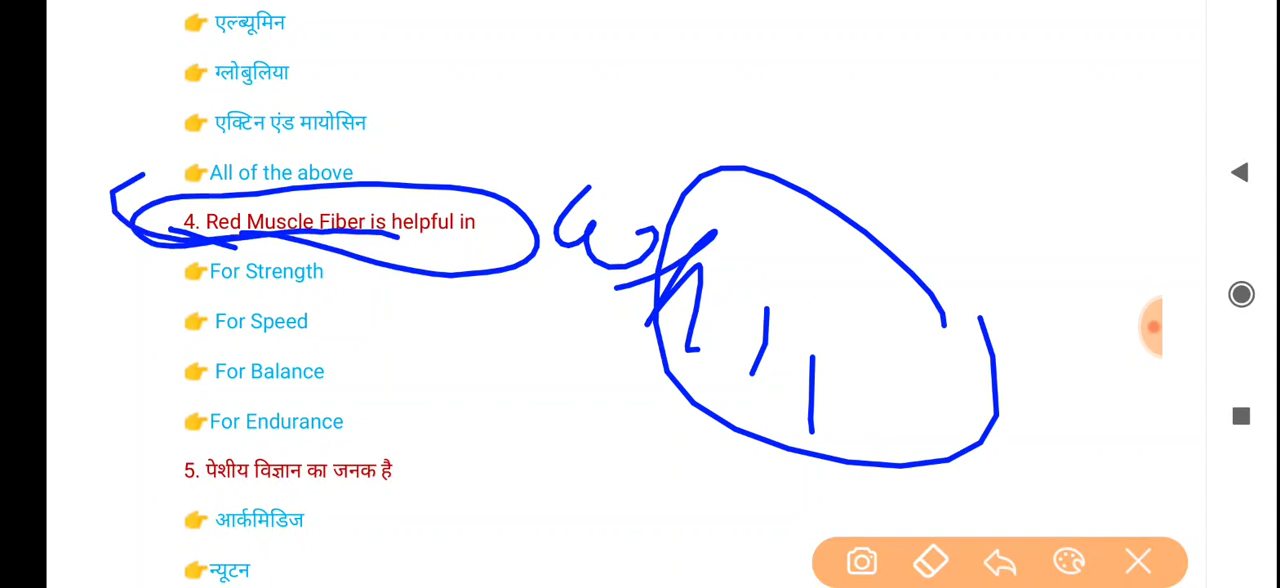 👉 एल्ब्यूमिन
👉 ग्लोबुलिया
👉 एक्टिन एंड मायोसिन
👉All of the above
4. Red Muscle Fiber is helpful in
👉For Strength
👉 For Speed
👉 For Balance
👉For Endurance
5. पेशीय विज्ञान का जनक है
👉 आर्कमिडिज
👉न्यूटन